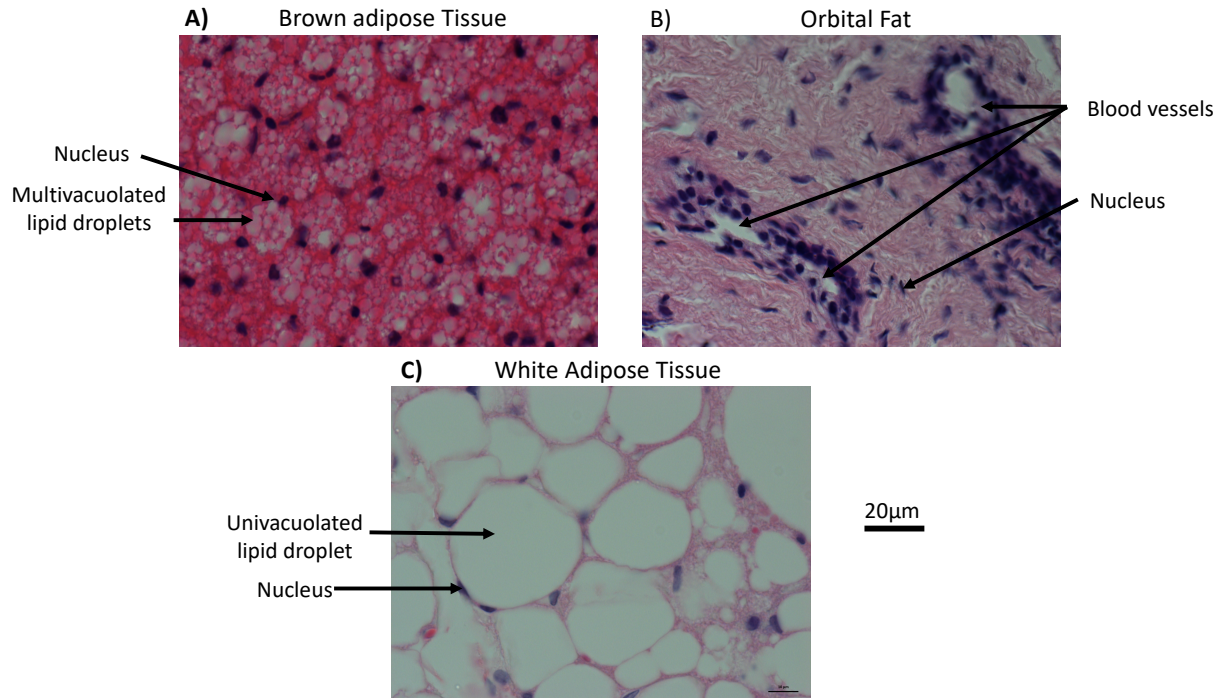 A) Brown adipose Tissue
B) Orbital Fat
Nucleus
Multivacuolated
lipid droplets
Blood vessels
Nucleus
C) White Adipose Tissue
Univacuolated
lipid droplet
Nucleus
20µm